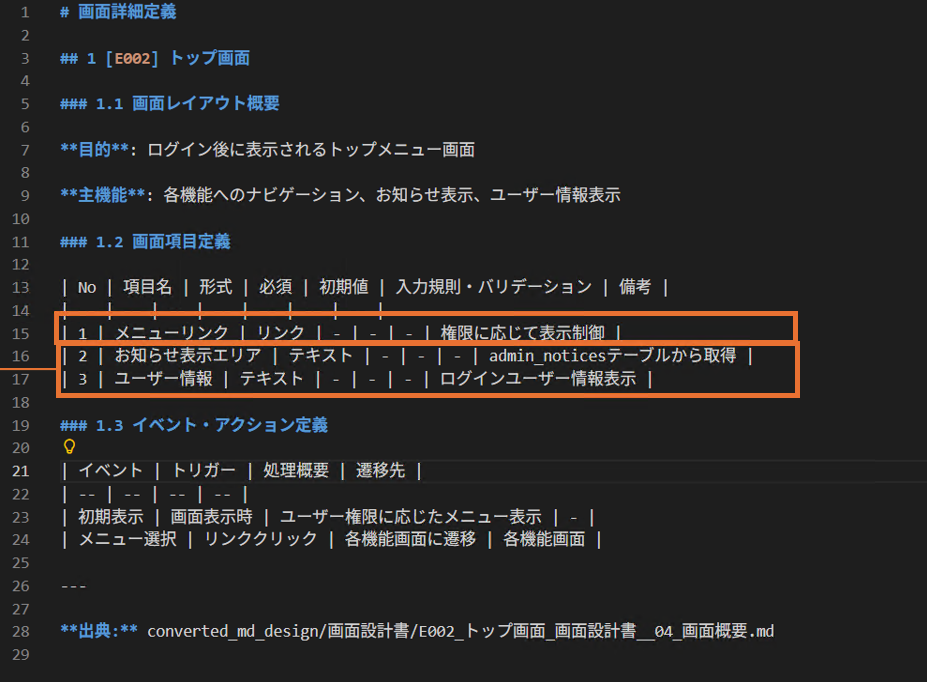 1 # 画面詳細定義
2
3 ## 1 [E002] トップ画面
4
5 ### 1.1 画面レイアウト概要
6
7 **目的**: ログイン後に表示されるトップメニュー画面
8
9 **主機能**: 各機能へのナビゲーション、お知らせ表示、ユーザー情報表示
10
11 ### 1.2 画面項目定義
12
13 | No | 項目名 | 形式 | 必須 | 初期値 | 入力規則・バリデーション | 備考 |
14
15 | 1 | メニューリンク | リンク | - | - | - | 権限に応じて表示制御 |
16 | 2 | お知らせ表示エリア | テキスト | - | - | - | admin_noticesテーブルから取得 |
17 | 3 | ユーザー情報 | テキスト | - | - | - | ログインユーザー情報表示 |
18
19 ### 1.3 イベント・アクション定義
20
21 | イベント | トリガー | 処理概要 | 遷移先 |
22 | -- | -- | -- | -- |
23 | 初期表示 | 画面表示時 | ユーザー権限に応じたメニュー表示 | - |
24 | メニュー選択 | リンククリック | 各機能画面に遷移 | 各機能画面 |
25
26 ---
27
28 **出典:** converted_md_design/画面設計書/E002_トップ画面_画面設計書__04_画面概要.md
29